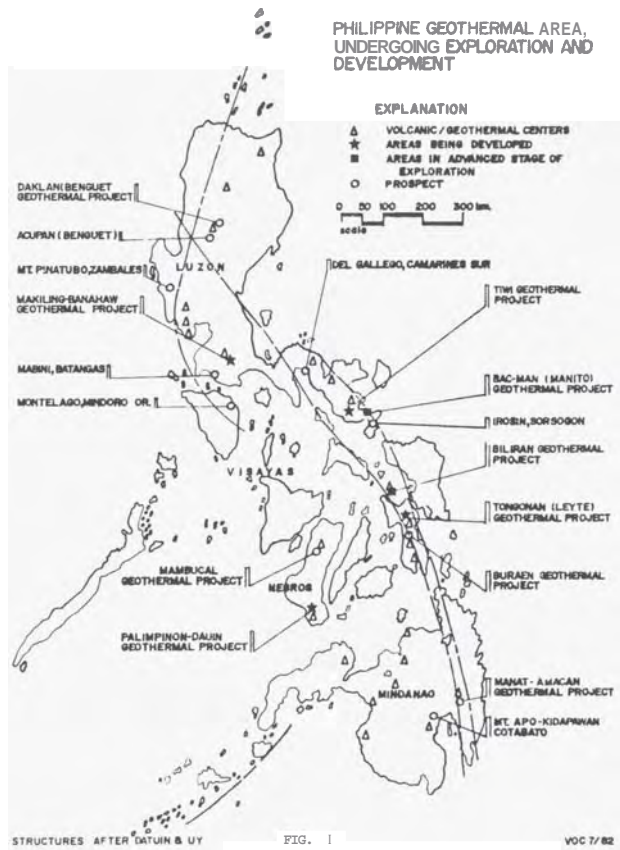 PHILIPPINE GEOTHERMAL AREA,
UNDERGOING EXPLORATION AND
DEVELOPMENT
EXPLANATION
VOLCANIC/GEOTHERMAL CENTERS
AREAS BEING DEVELOPED
AREAS IN ADVANCED STAGE OF
EXPLORATION
PROSPECT
0 50 100 200 300 km.
scale
DAKLAN(BENGUET
GEOTHERMAL PROJECT
ACUPAN (BENGUET)
LUZON
MT. PINATUBO, ZAMBALES
MAKILING-BANAHAW
GEOTHERMAL PROJECT
DEL GALLEGO, CAMARINES SUR
TIWI GEOTHERMAL
PROJECT
MABINI, BATANGAS
BAC-MAN (MANITO)
GEOTHERMAL PROJECT
MONTELAGO, MINDORO OR.
IROSIN, SORSOGON
BILIRAN GEOTHERMAL
PROJECT
VISAYAS
TONGONAN (LEYTE)
GEOTHERMAL PROJECT
MAMBUCAL
GEOTHERMAL PROJECT
NEGROS
BURAEN GEOTHERMAL
PROJECT
PALIMPINON-DAUIN
GEOTHERMAL PROJECT
MINDANAO
MANAT-AMACAN
GEOTHERMAL PROJECT
MT. APO-KIDAPAWAN
COTABATO
STRUCTURES AFTER DATUIN & UY
FIG. 1
VOC 7/82